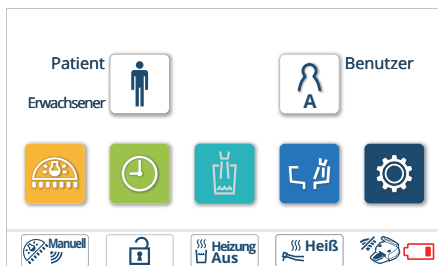 Patient
Benutzer
Erwachsener
A
Manuell
Heizung
Aus
Heiß